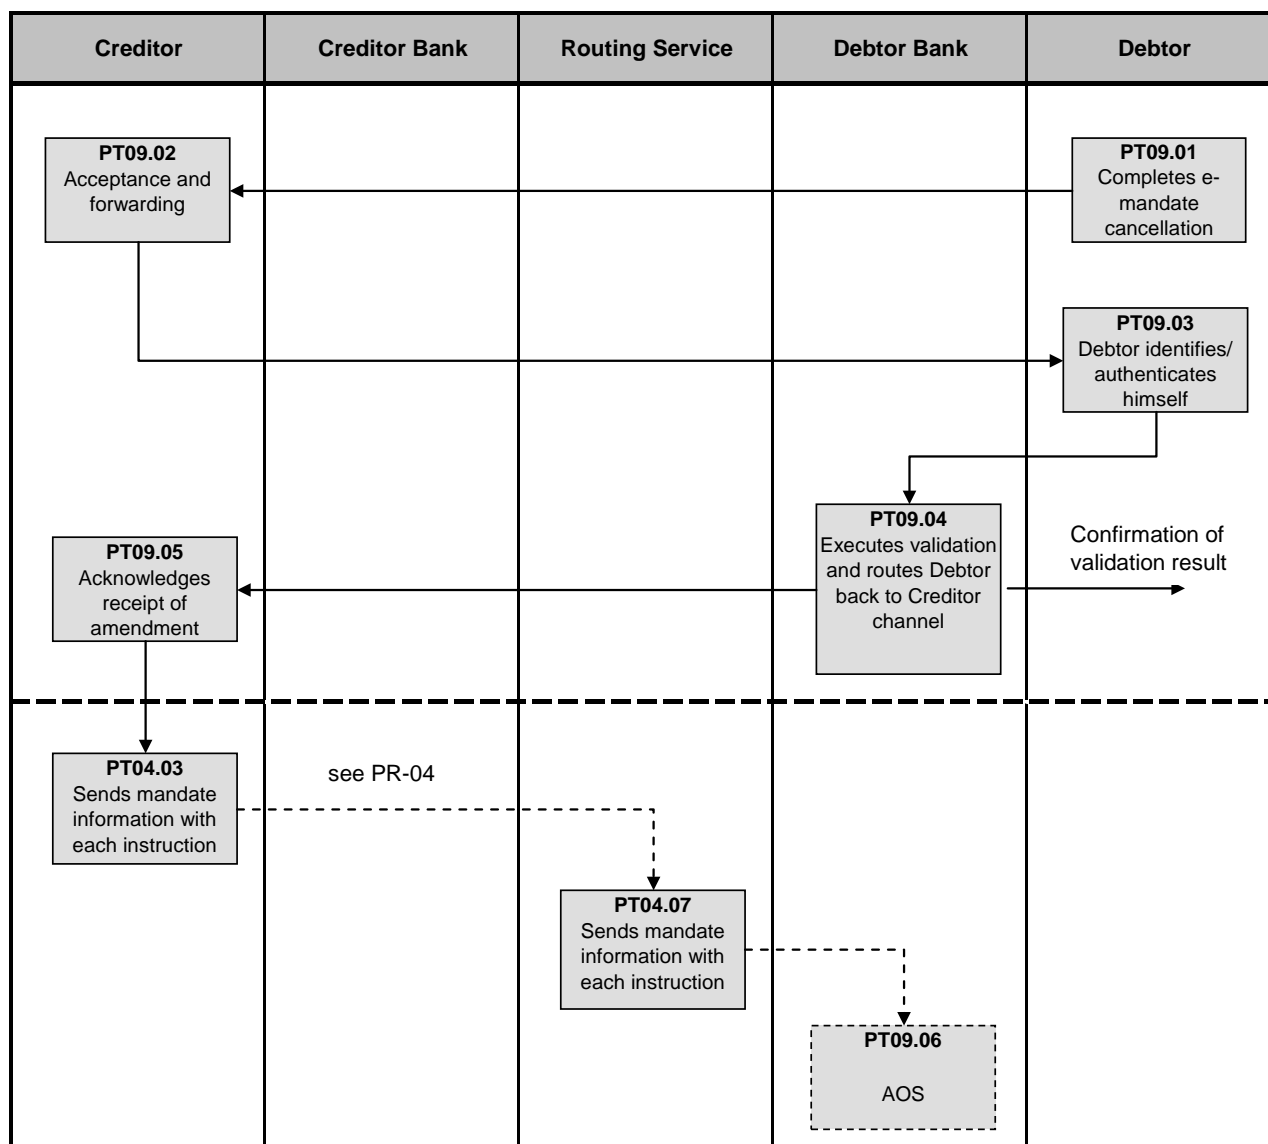 Creditor
Creditor Bank
Routing Service
Debtor Bank
Debtor
PT09.02
Acceptance and
forwarding
PT09.01
Completes e-
mandate
cancellation
PT09.03
Debtor identifies/
authenticates
himself
PT09.04
Executes validation
and routes Debtor
back to Creditor
channel
Confirmation of
validation result
PT09.05
Acknowledges
receipt of
amendment
PT04.03
Sends mandate
information with
each instruction
see PR-04
PT04.07
Sends mandate
information with
each instruction
PT09.06
AOS